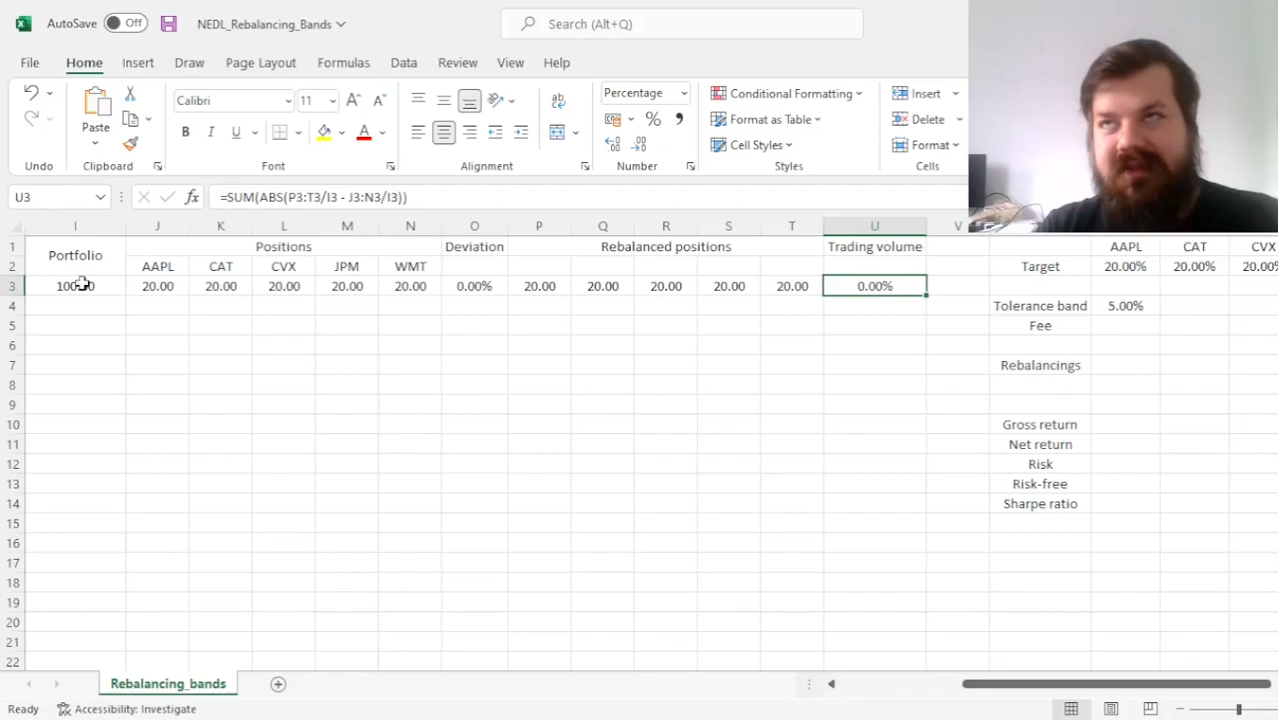 AutoSave Off NEDL_Rebalancing_Bands Search (Alt+Q)
File Home Insert Draw Page Layout Formulas Data Review View Help
Calibri 11 Percentage Conditional Formatting Insert
Paste B I U A Format as Table Delete
Cell Styles Format
Undo Clipboard Font Alignment Number Styles Cells
U3 fx =SUM(ABS(P3:T3/I3 - J3:N3/I3))
I J K L M N O P Q R S T U V
1 Portfolio Positions Deviation Rebalanced positions Trading volume AAPL CAT CVX
2 AAPL CAT CVX JPM WMT Target 20.00% 20.00% 20.00%
3 20.00 20.00 20.00 20.00 20.00 0.00% 20.00 20.00 20.00 20.00 20.00 0.00%
4 Tolerance band 5.00%
5 Fee
6
7 Rebalancings
8
9
10 Gross return
11 Net return
12 Risk
13 Risk-free
14 Sharpe ratio
15
16
17
18
19
20
21
22
Rebalancing_bands
Ready Accessibility: Investigate